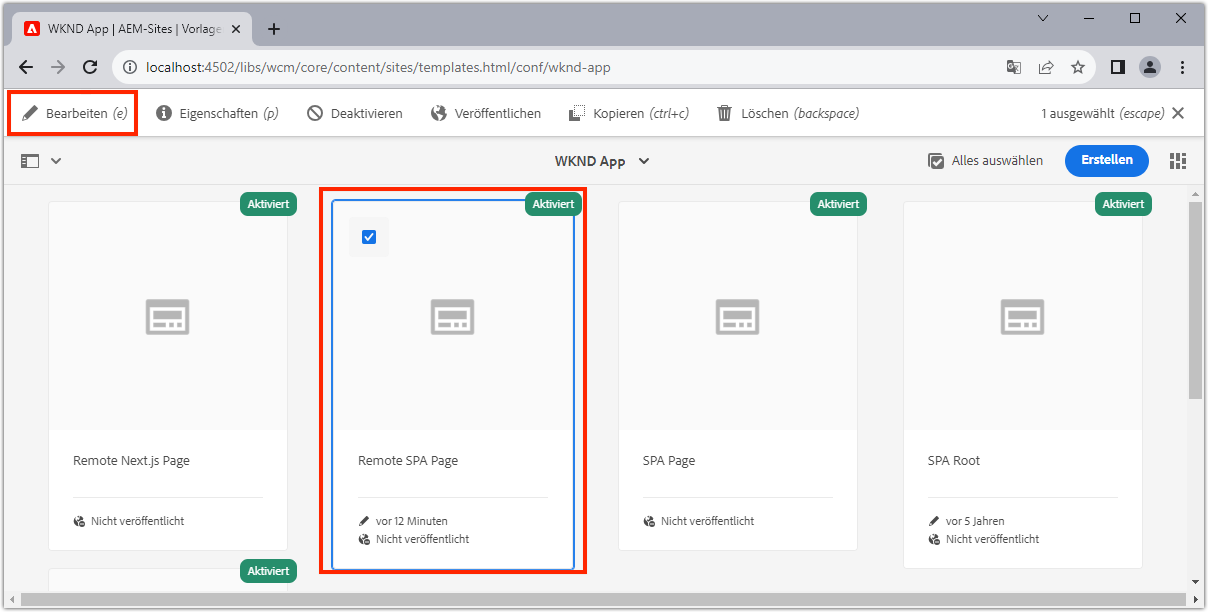 WKND App | AEM-Sites | Vorlage
localhost:4502/libs/wcm/core/content/sites/templates.html/conf/wknd-app
Bearbeiten (e) Eigenschaften (p) Deaktivieren Veröffentlichen Kopieren (ctrl+c) Löschen (backspace) 1 ausgewählt (escape)
WKND App Alles auswählen Erstellen
Aktiviert Aktiviert Aktiviert Aktiviert
Remote Next.js Page Remote SPA Page SPA Page SPA Root
Nicht veröffentlicht vor 12 Minuten Nicht veröffentlicht vor 5 Jahren
Nicht veröffentlicht Nicht veröffentlicht
Aktiviert